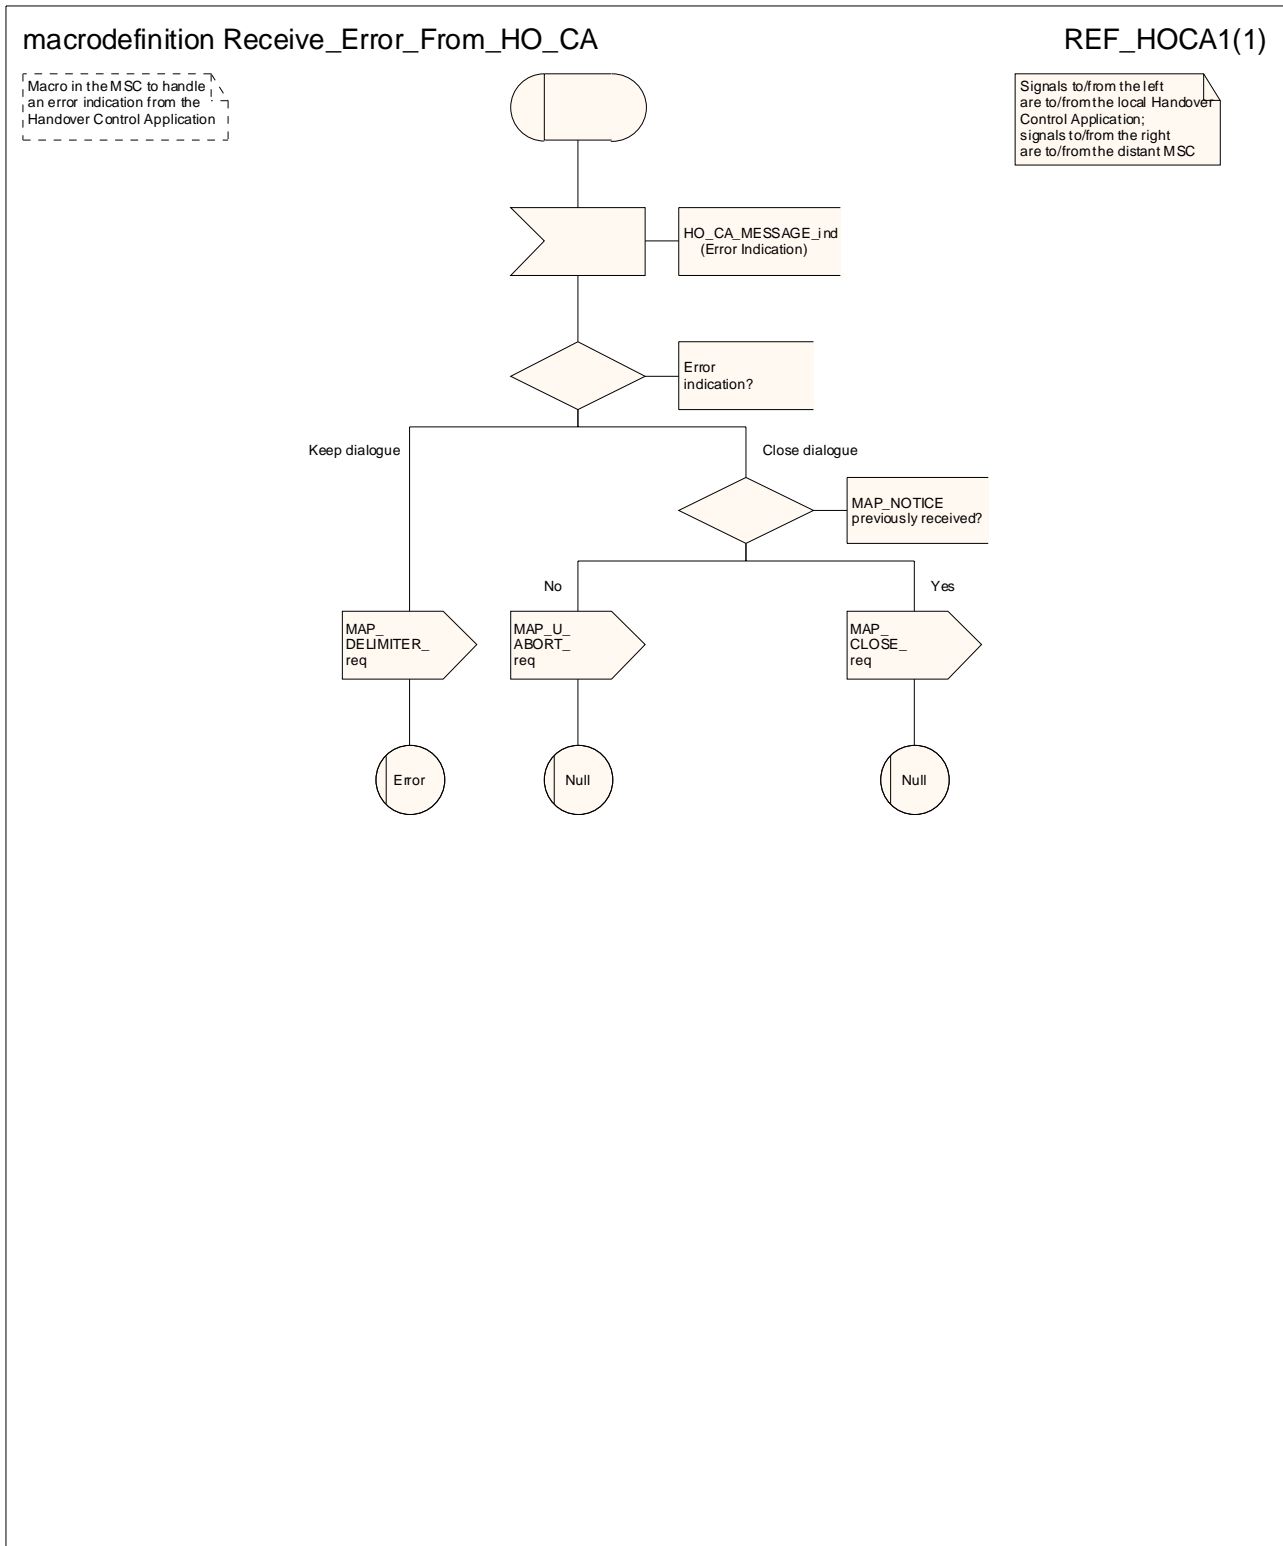 macrodefinition Receive_Error_From_HO_CA
REF_HOCA1(1)
Macro in the MSC to handle
an error indication from the
Handover Control Application
Signals to/from the left
are to/from the local Handover
Control Application;
signals to/from the right
are to/from the distant MSC
HO_CA_MESSAGE_ind
(Error Indication)
Error
indication?
Keep dialogue
Close dialogue
MAP_NOTICE
previously received?
No
Yes
MAP_
DELIMITER_
req
MAP_U_
ABORT_
req
MAP_
CLOSE_
req
Error
Null
Null